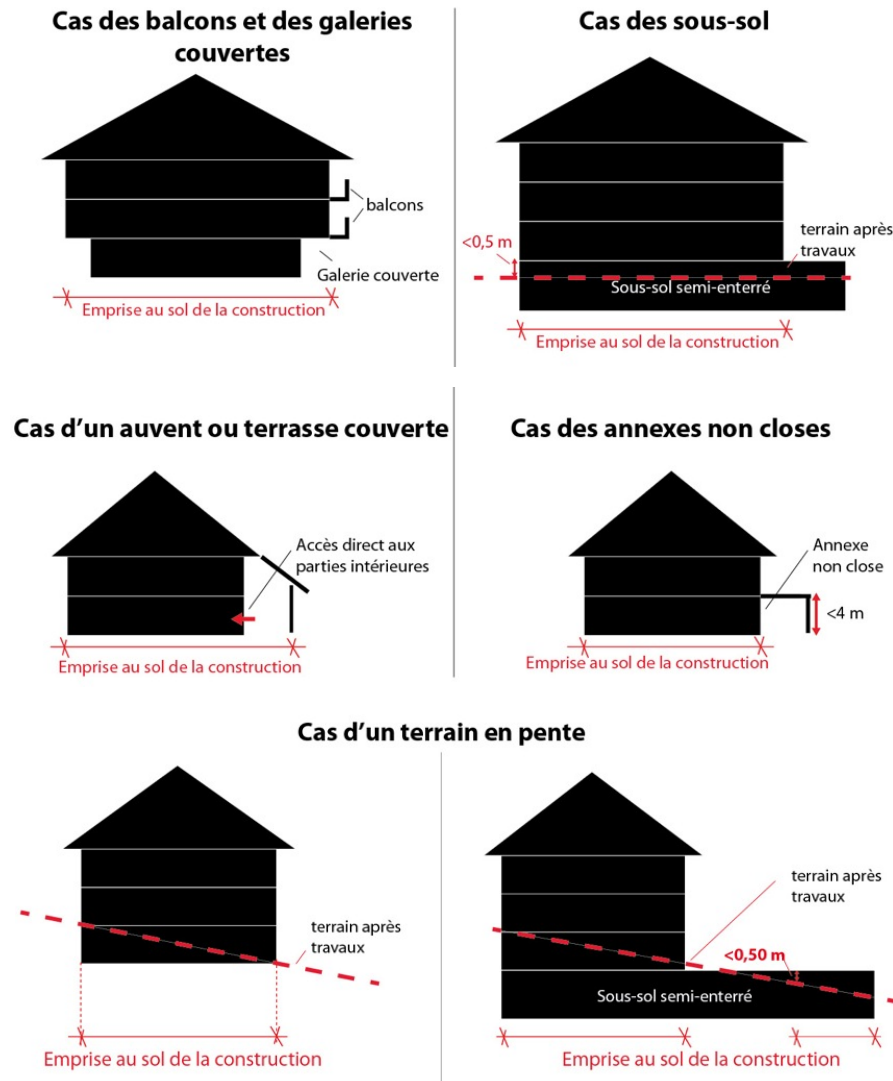 Cas des balcons et des galeries
couvertes
balcons
Galerie couverte
Emprise au sol de la construction
Cas des sous-sol
<0,5 m
terrain après
travaux
Sous-sol semi-enterré
Emprise au sol de la construction
Cas d'un auvent ou terrasse couverte
Accès direct aux
parties intérieures
Emprise au sol de la construction
Cas des annexes non closes
Annexe
non close
<4 m
Emprise au sol de la construction
Cas d'un terrain en pente
terrain après
travaux
Emprise au sol de la construction
terrain après
travaux
<0,50 m
Sous-sol semi-enterré
Emprise au sol de la construction